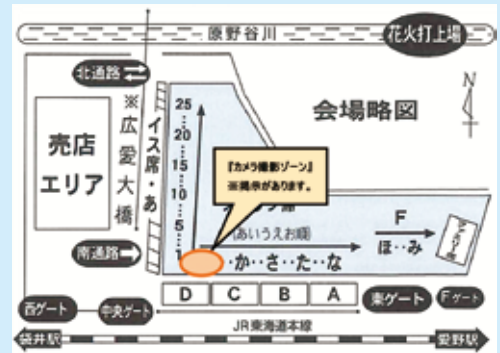 原野谷川
花火打上場
北通路
N
会場略図
売店
エリア
※広愛大橋
イス席・あ
25
20
15
10
5
1
『カメラ撮影ゾーン』
※掲示があります。
(あいうえお順)
か・・さ・・た・・な
F
ほ・・み
南通路
D
C
B
A
西ゲート
中央ゲート
東ゲート
Fゲート
JR東海道本線
袋井駅
愛野駅